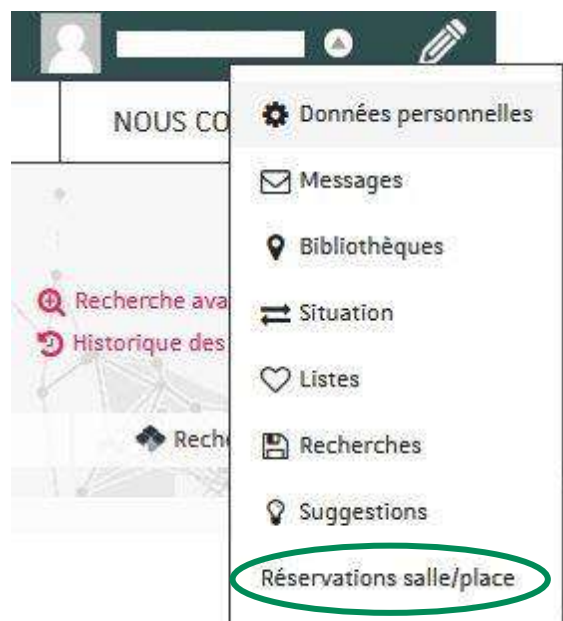 NOUS CO
Données personnelles
Messages
Bibliothèques
Recherche ava
Situation
Historique des
Listes
Reche
Recherches
Suggestions
Réservations salle/place